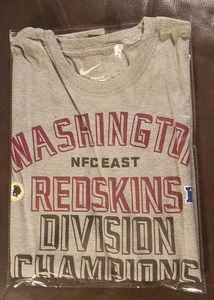 WASHINGTON
NFC EAST
REDSKINS
DIVISION
CHAMPIONS